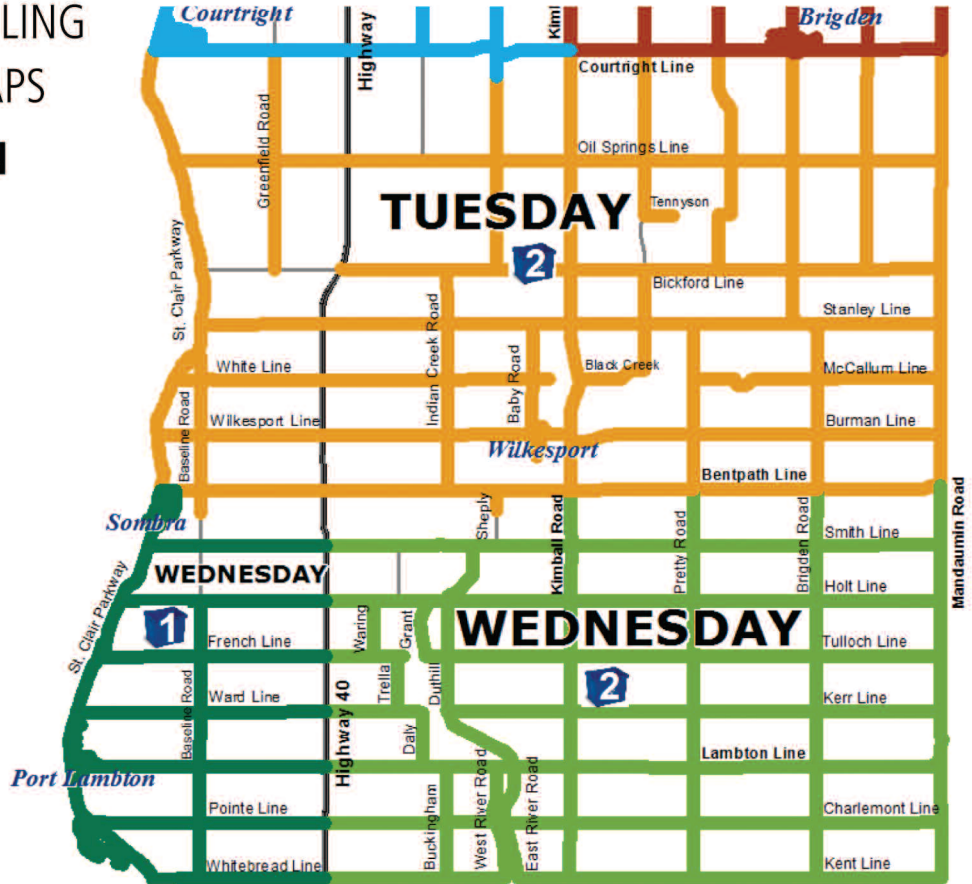 LING
APS
Courtright
Brigden
Highway
Courtright Line
Greenfield Road
Oil Springs Line
TUESDAY
Tennyson
2
Bickford Line
St. Clair Parkway
Stanley Line
Indian Creek Road
White Line
Baby Road
Black Creek
McCallum Line
Baseline Road
Wilkesport Line
Burman Line
Wilkesport
Bentpath Line
Sombra
Sheply
Kimball Road
Pretty Road
Brigden Road
Smith Line
Mandaumin Road
WEDNESDAY
Holt Line
St. Clair Parkway
1
French Line
Waring
Grant
WEDNESDAY
Tulloch Line
2
Baseline Road
Ward Line
Highway 40
Trella
Duthill
Kerr Line
Daly
Lambton Line
Port Lambton
Pointe Line
Buckingham
West River Road
East River Road
Charlemont Line
Whitebread Line
Kent Line